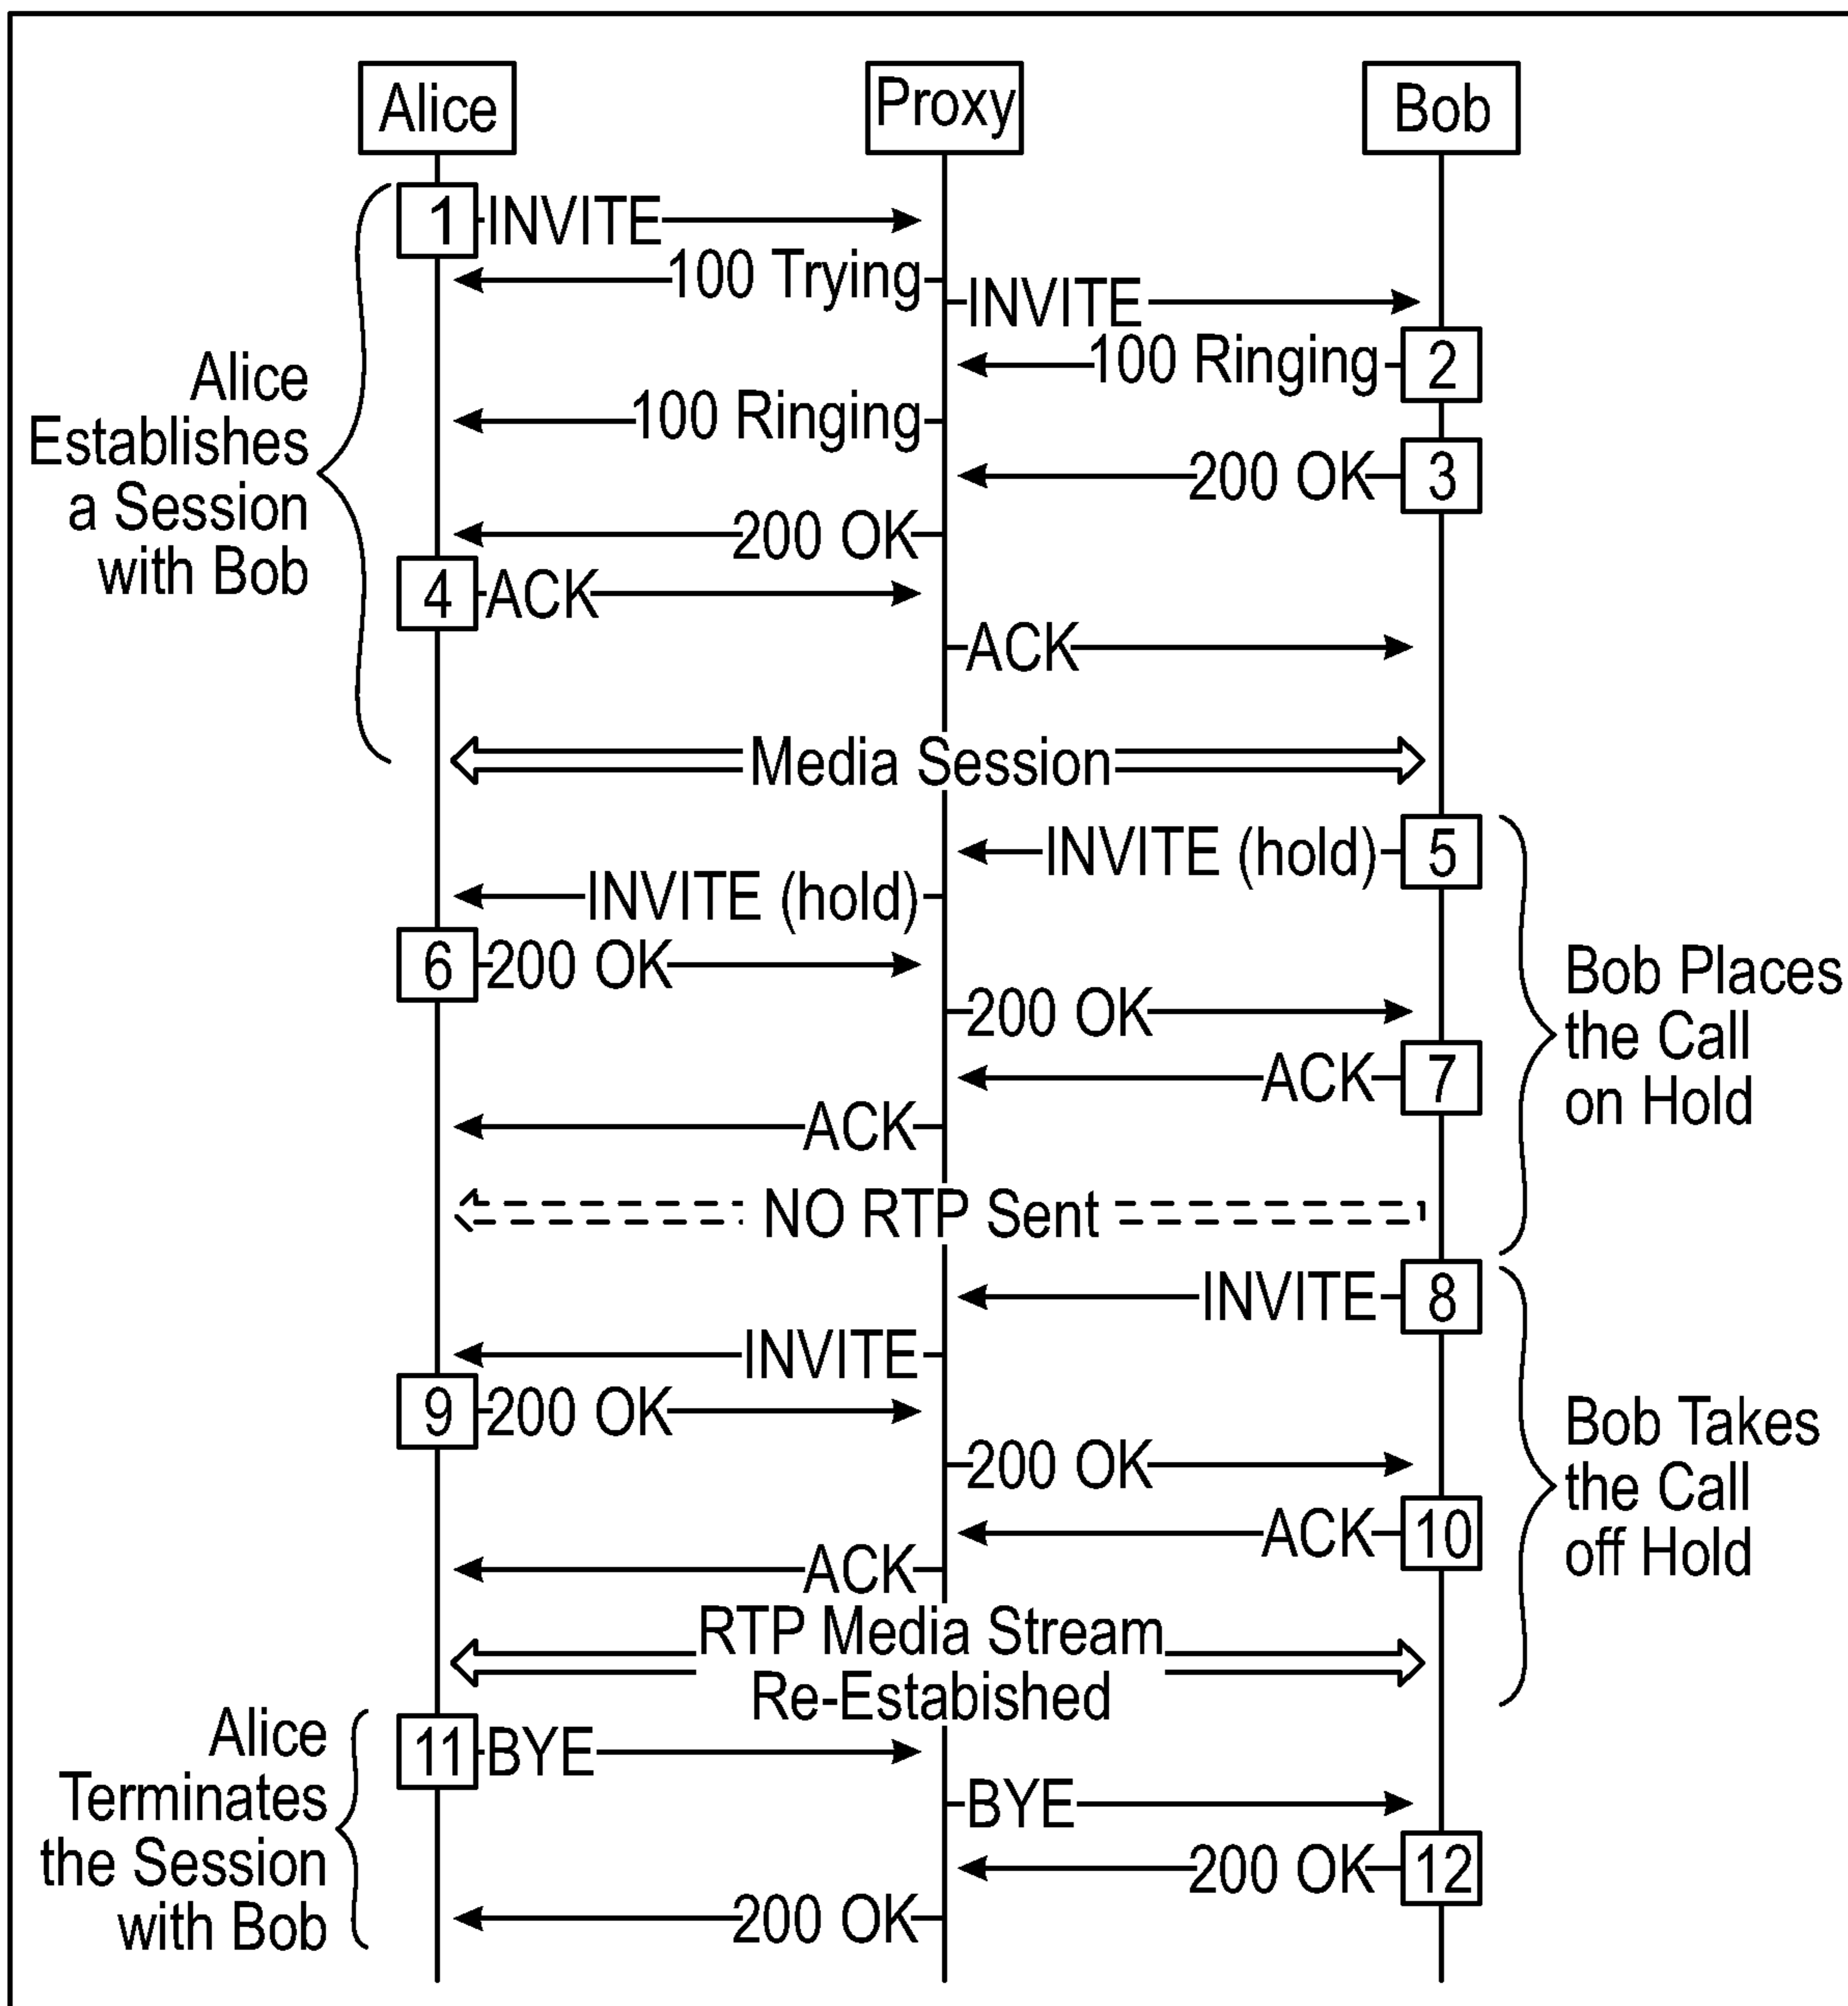 Alice
Proxy
Bob
1 INVITE
100 Trying
INVITE
100 Ringing 2
100 Ringing
200 OK 3
200 OK
4 ACK
ACK
Alice
Establishes
a Session
with Bob
Media Session
INVITE (hold) 5
INVITE (hold)
6 200 OK
200 OK
ACK 7
ACK
NO RTP Sent
Bob Places
the Call
on Hold
INVITE 8
INVITE
9 200 OK
200 OK
ACK 10
ACK
RTP Media Stream
Re-Estabished
Bob Takes
the Call
off Hold
11 BYE
BYE
200 OK 12
200 OK
Alice
Terminates
the Session
with Bob